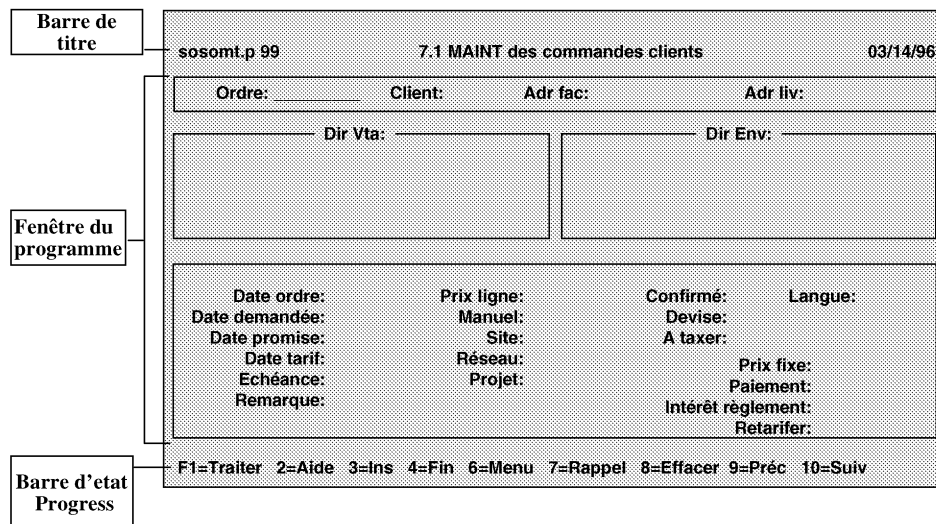 Barre de
titre
sosomt.p 99 7.1 MAINT des commandes clients 03/14/96
Ordre: __________ Client: Adr fac: Adr liv:
Dir Vta: Dir Env:
Fenêtre du
programme
Date ordre: Prix ligne: Confirmé: Langue:
Date demandée: Manuel: Devise:
Date promise: Site: A taxer:
Date tarif: Réseau: Prix fixe:
Echéance: Projet: Paiement:
Remarque: Intérêt règlement:
Retarifer:
F1=Traiter 2=Aide 3=Ins 4=Fin 6=Menu 7=Rappel 8=Effacer 9=Préc 10=Suiv
Barre d'etat
Progress